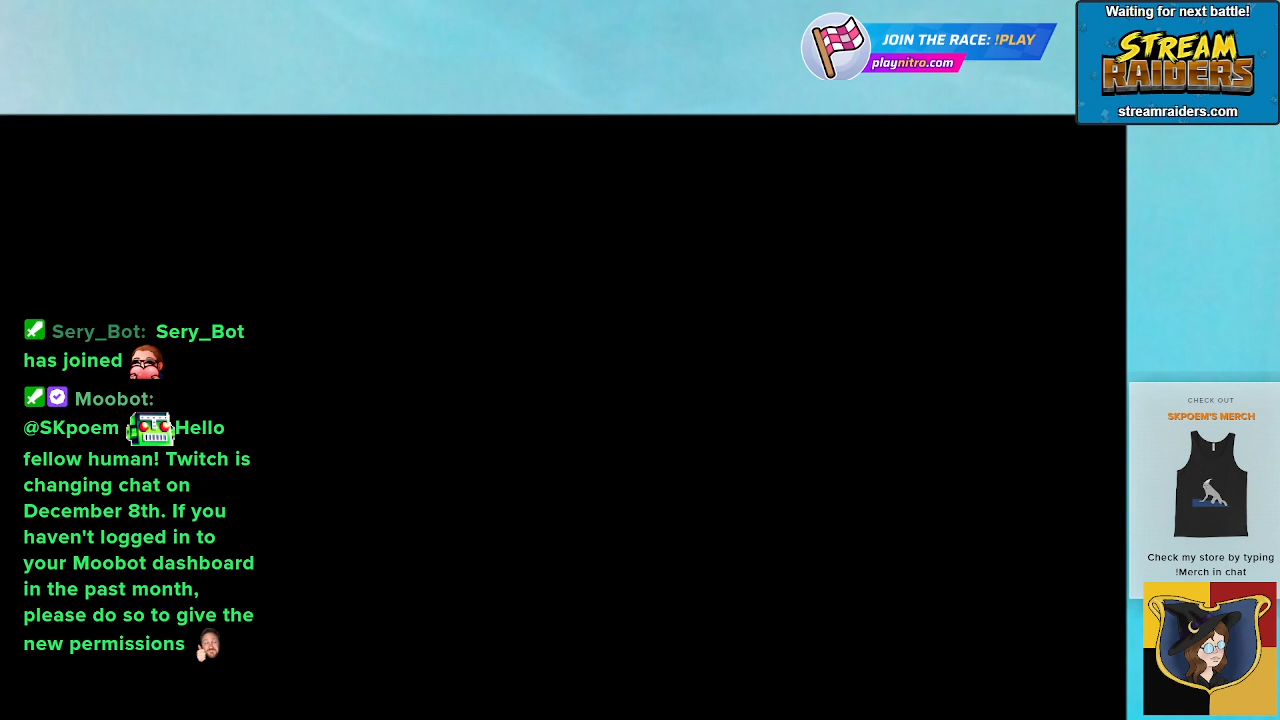 Waiting for next battle!
JOIN THE RACE: !PLAY
playnitro.com
STREAM
RAIDERS
streamraiders.com
Sery_Bot: Sery_Bot
has joined
Moobot:
@SKpoem Hello
fellow human! Twitch is
changing chat on
December 8th. If you
haven't logged in to
your Moobot dashboard
in the past month,
please do so to give the
new permissions
CHECK OUT
SKPOEM'S MERCH
Check my store by typing
!Merch in chat